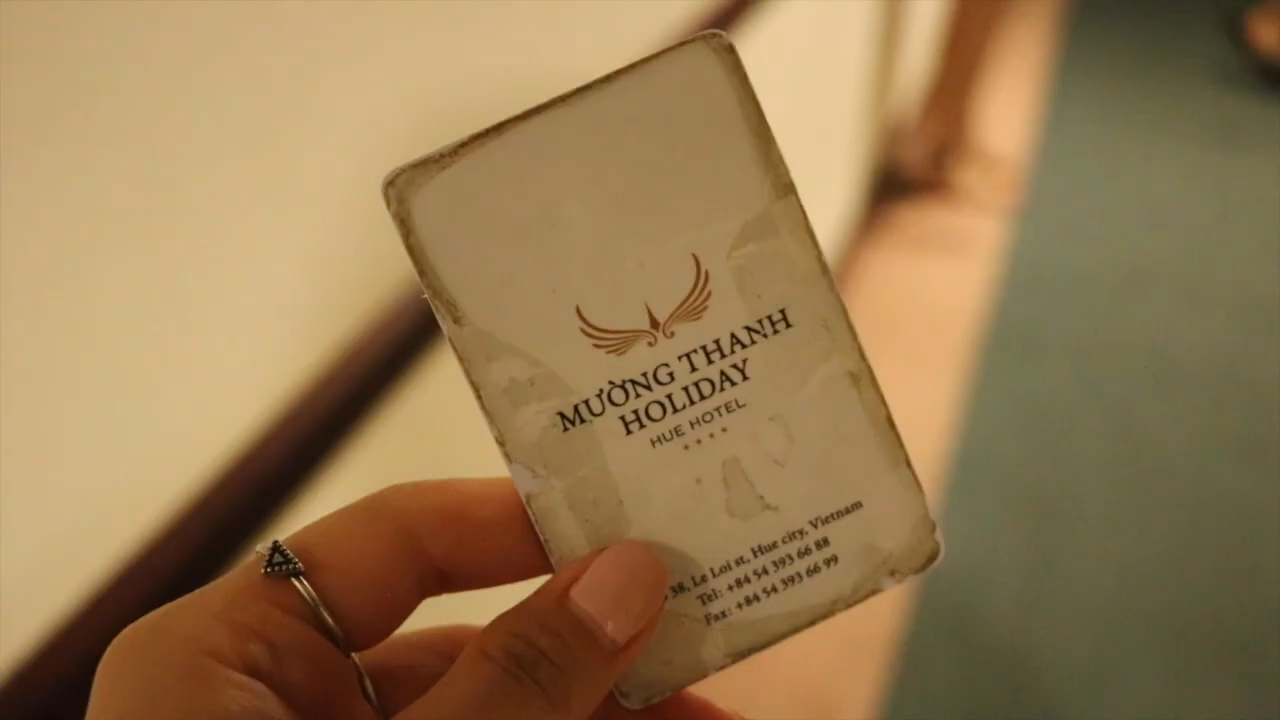 MƯỜNG THANH
HOLIDAY
HUE HOTEL
38, Le Loi st, Hue city, Vietnam
Tel: +84 54 393 66 88
Fax: +84 54 393 66 99